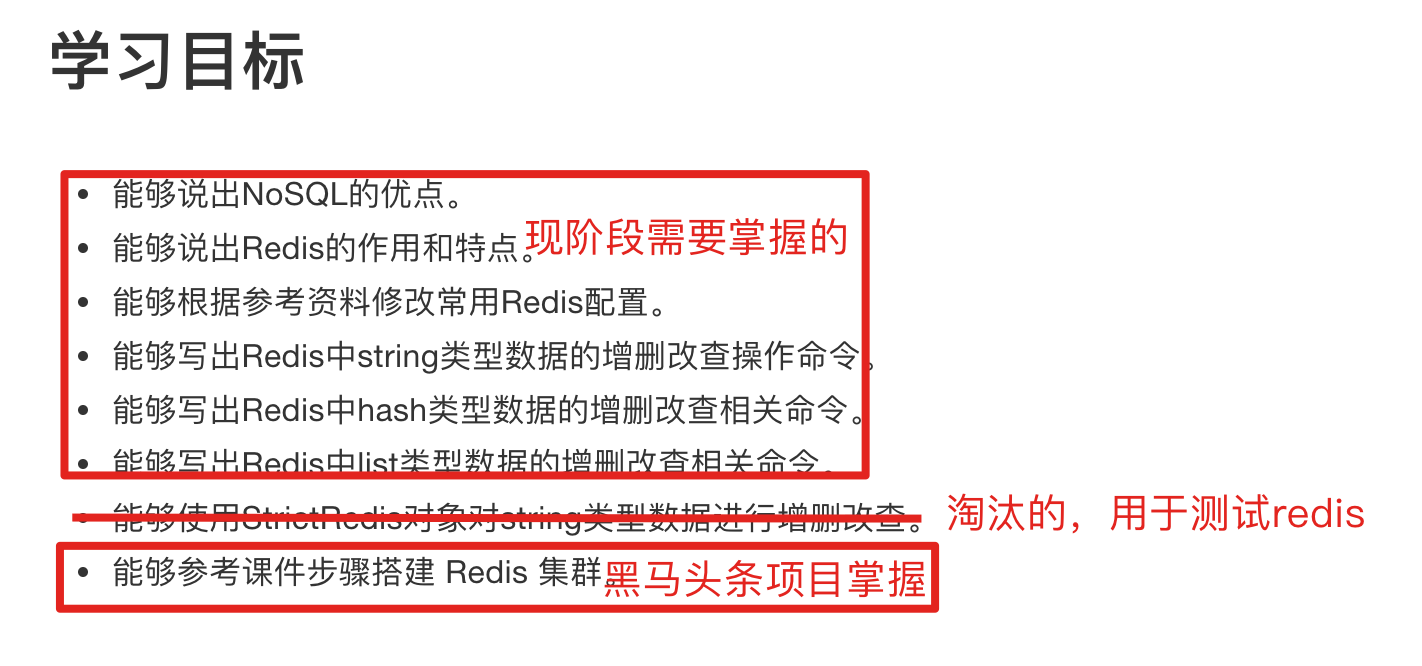 学习目标
能够说出NoSQL的优点。
能够说出Redis的作用和特点。现阶段需要掌握的
能够根据参考资料修改常用Redis配置。
能够写出Redis中string类型数据的增删改查操作命令。
能够写出Redis中hash类型数据的增删改查相关命令。
能够写出Redis中list类型数据的增删改查相关命令。
能够使用StrictRedis对象对string类型数据进行增删改查。 淘汰的，用于测试redis
能够参考课件步骤搭建 Redis 集群。黑马头条项目掌握